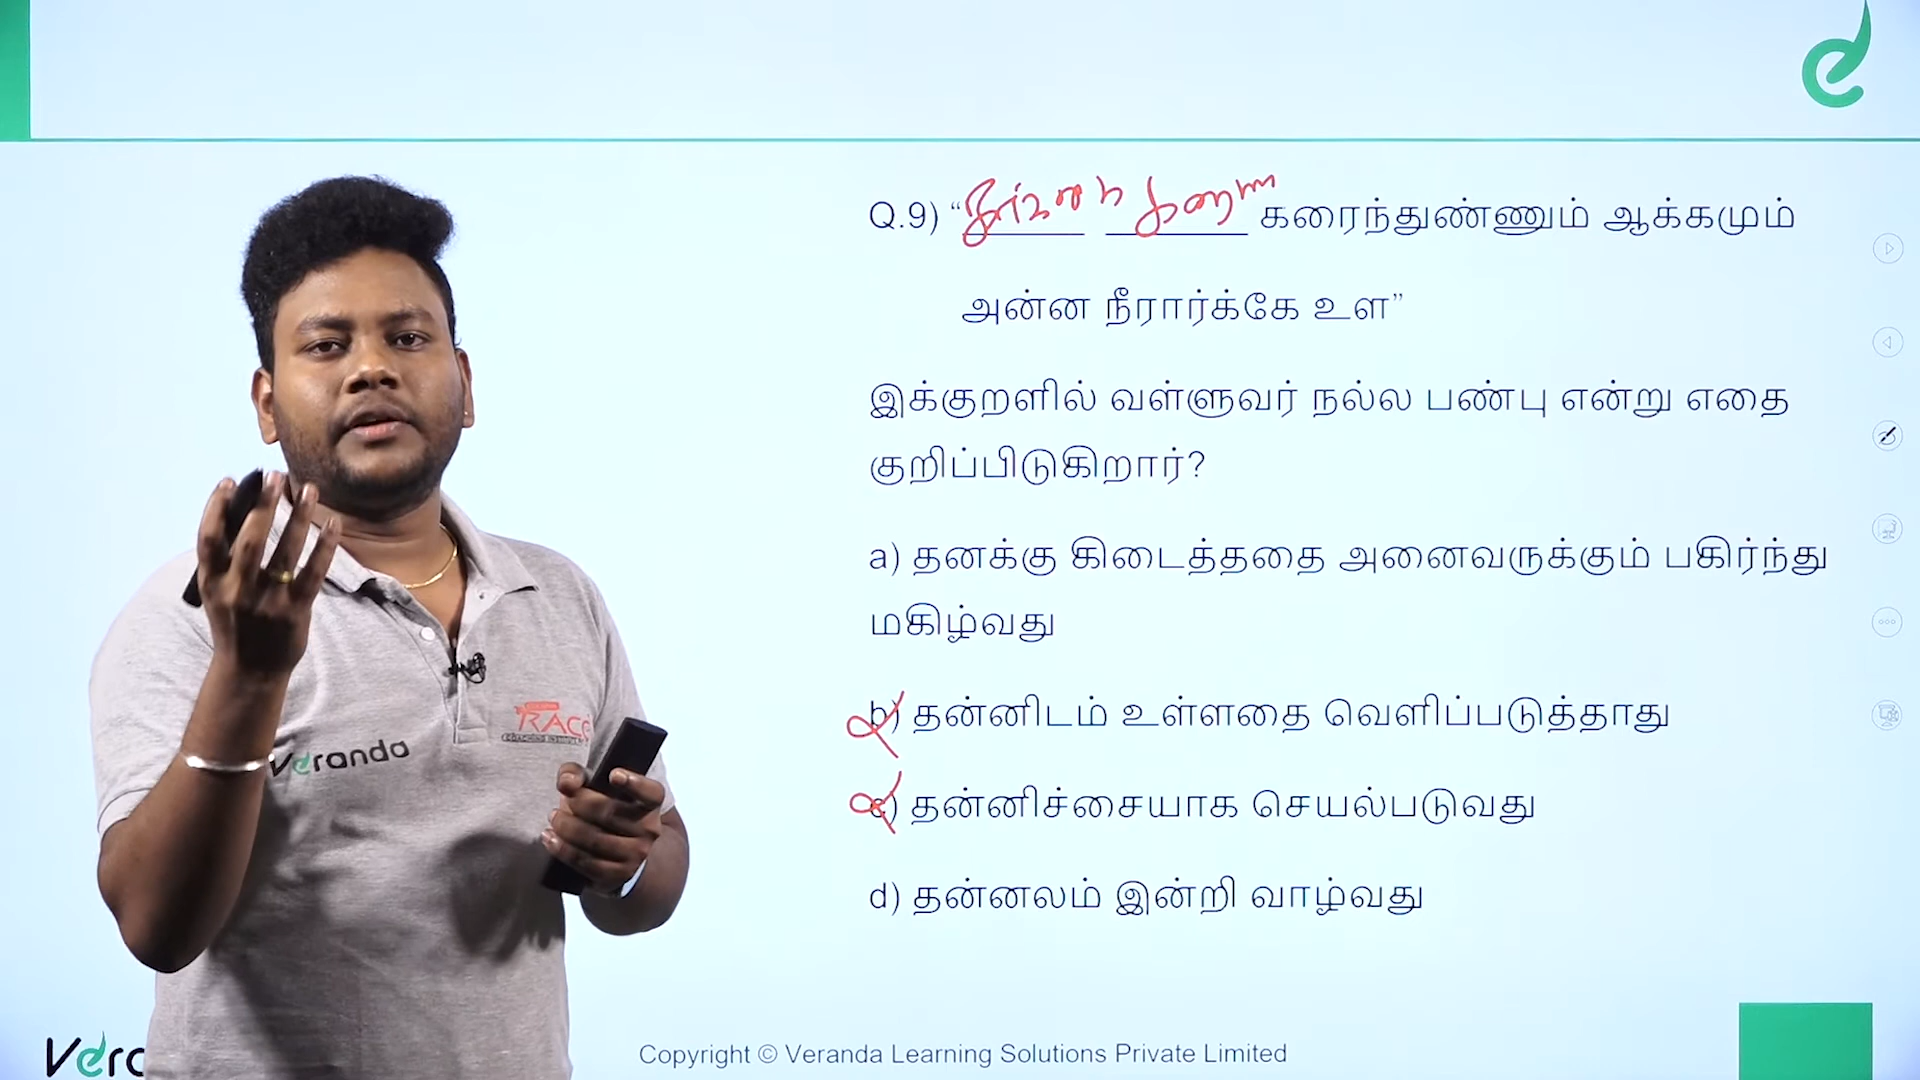 Q.9) “ கரைந்துண்ணும் ஆக்கமும்
அன்ன நீரார்க்கே உள”
இக்குறளில் வள்ளுவர் நல்ல பண்பு என்று எதை
குறிப்பிடுகிறார்?
a) தனக்கு கிடைத்ததை அனைவருக்கும் பகிர்ந்து
மகிழ்வது
b) தன்னிடம் உள்ளதை வெளிப்படுத்தாது
c) தன்னிச்சையாக செயல்படுவது
d) தன்னலம் இன்றி வாழ்வது
Veranda
RACE
COACHING INSTITUTE
Copyright © Veranda Learning Solutions Private Limited